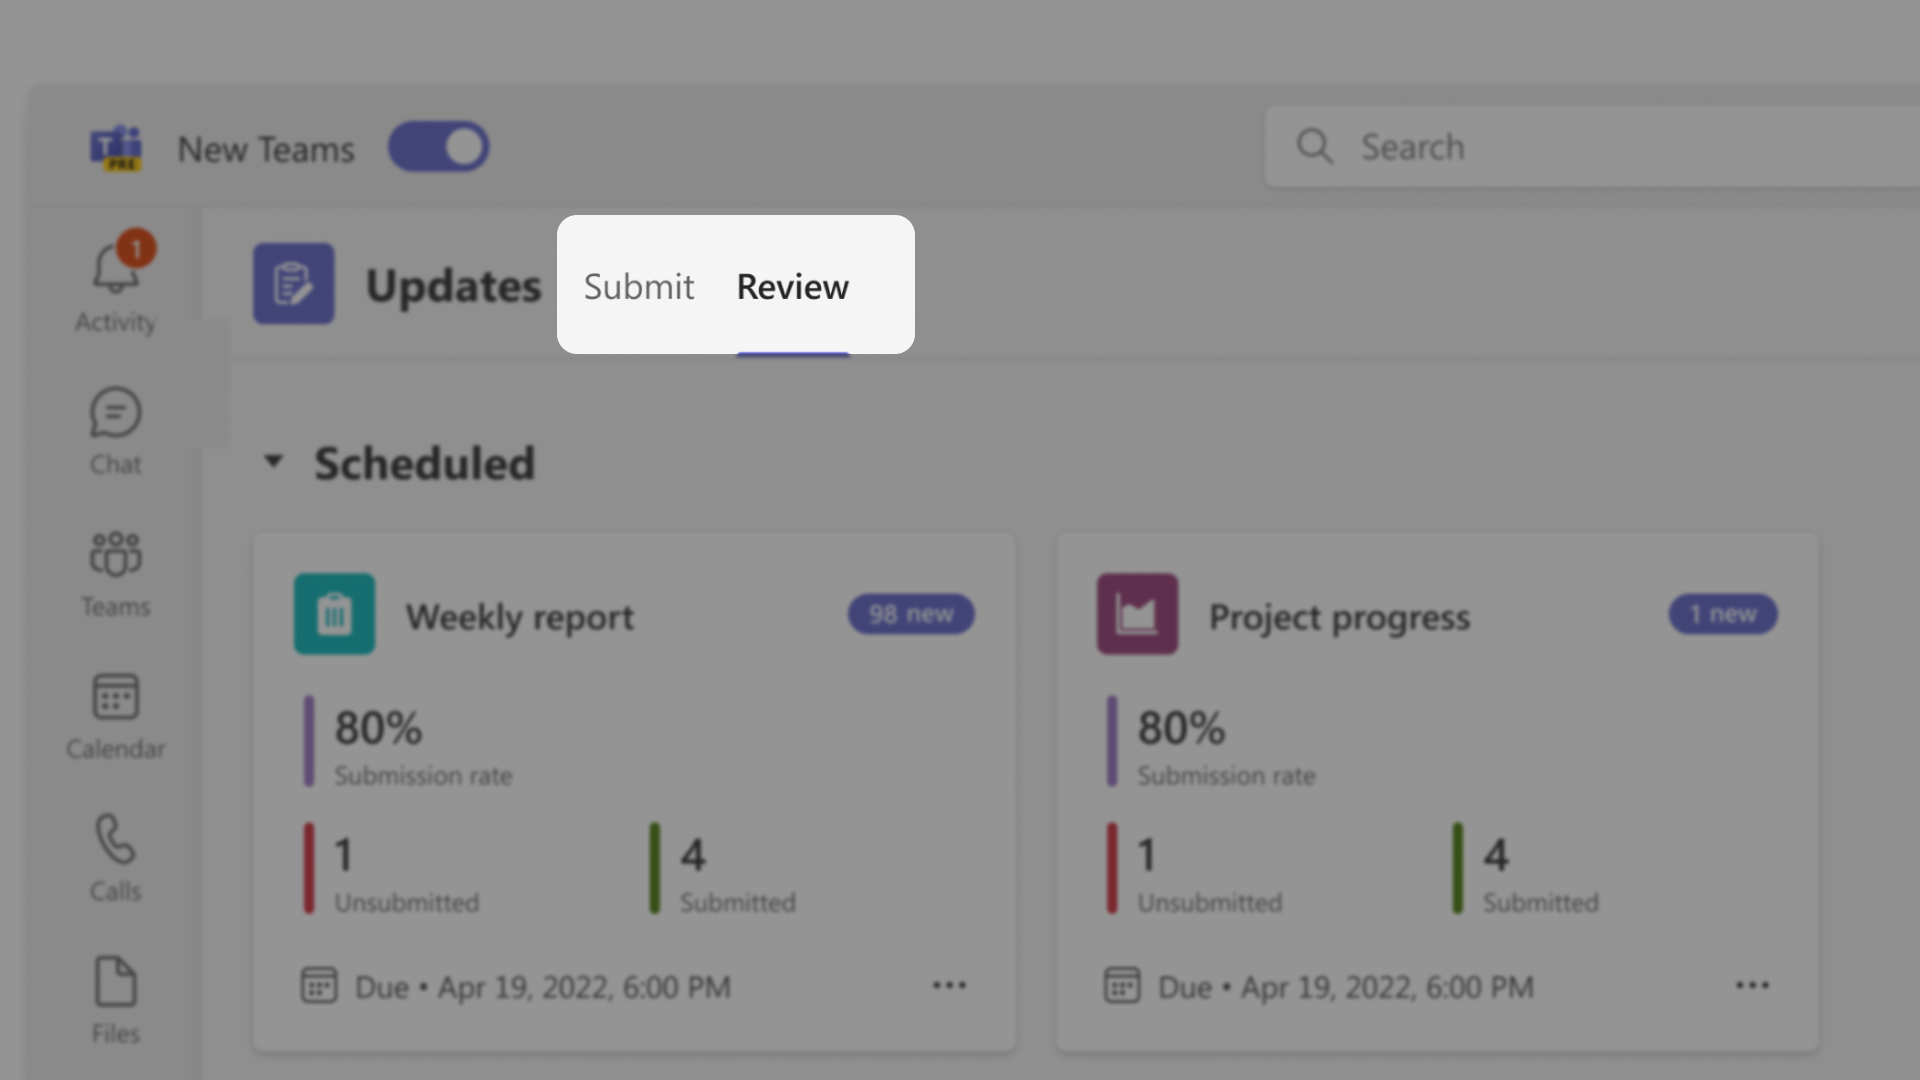 T
PRE
New Teams
Search
1
Activity
Chat
Teams
Calendar
Calls
Files
Updates
Submit
Review
Scheduled
Weekly report
98 new
80%
Submission rate
1
Unsubmitted
4
Submitted
Due • Apr 19, 2022, 6:00 PM
Project progress
1 new
80%
Submission rate
1
Unsubmitted
4
Submitted
Due • Apr 19, 2022, 6:00 PM